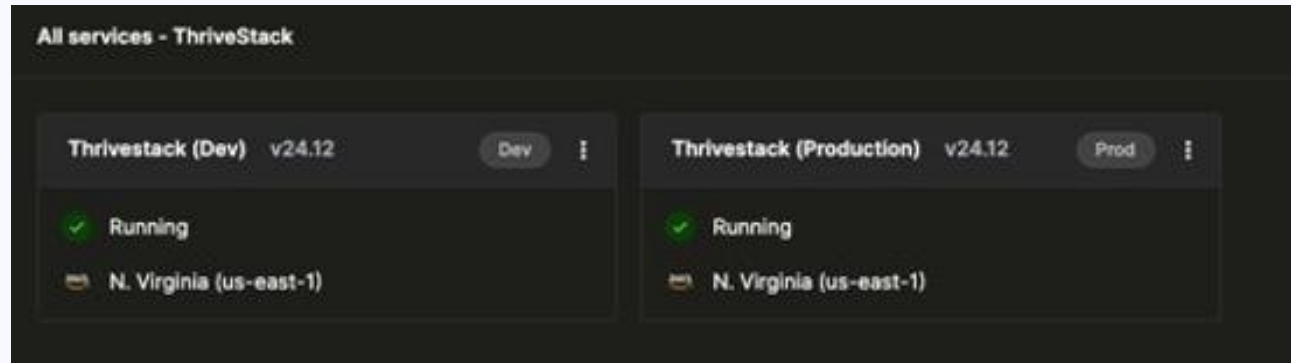 All services - ThriveStack
Thrivestack (Dev) v24.12 Dev
Running
N. Virginia (us-east-1)
Thrivestack (Production) v24.12 Prod
Running
N. Virginia (us-east-1)